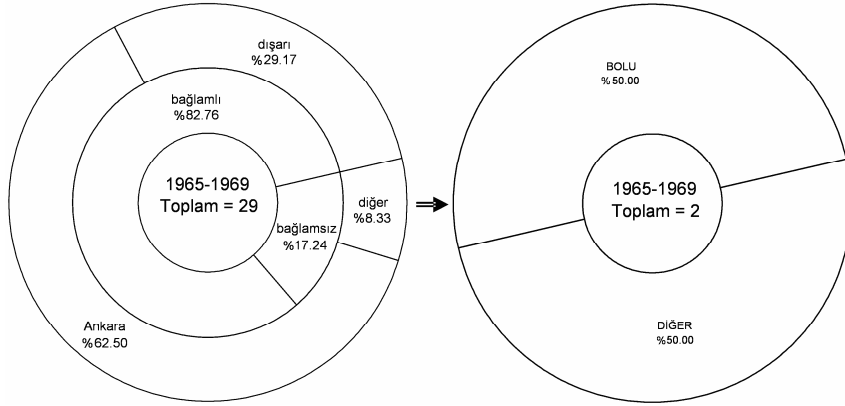 dışarı
%29.17
bağlamlı
%82.76
1965-1969
Toplam = 29
diğer
%8.33
bağlamsız
%17.24
Ankara
%62.50
BOLU
%50.00
1965-1969
Toplam = 2
DİĞER
%50.00